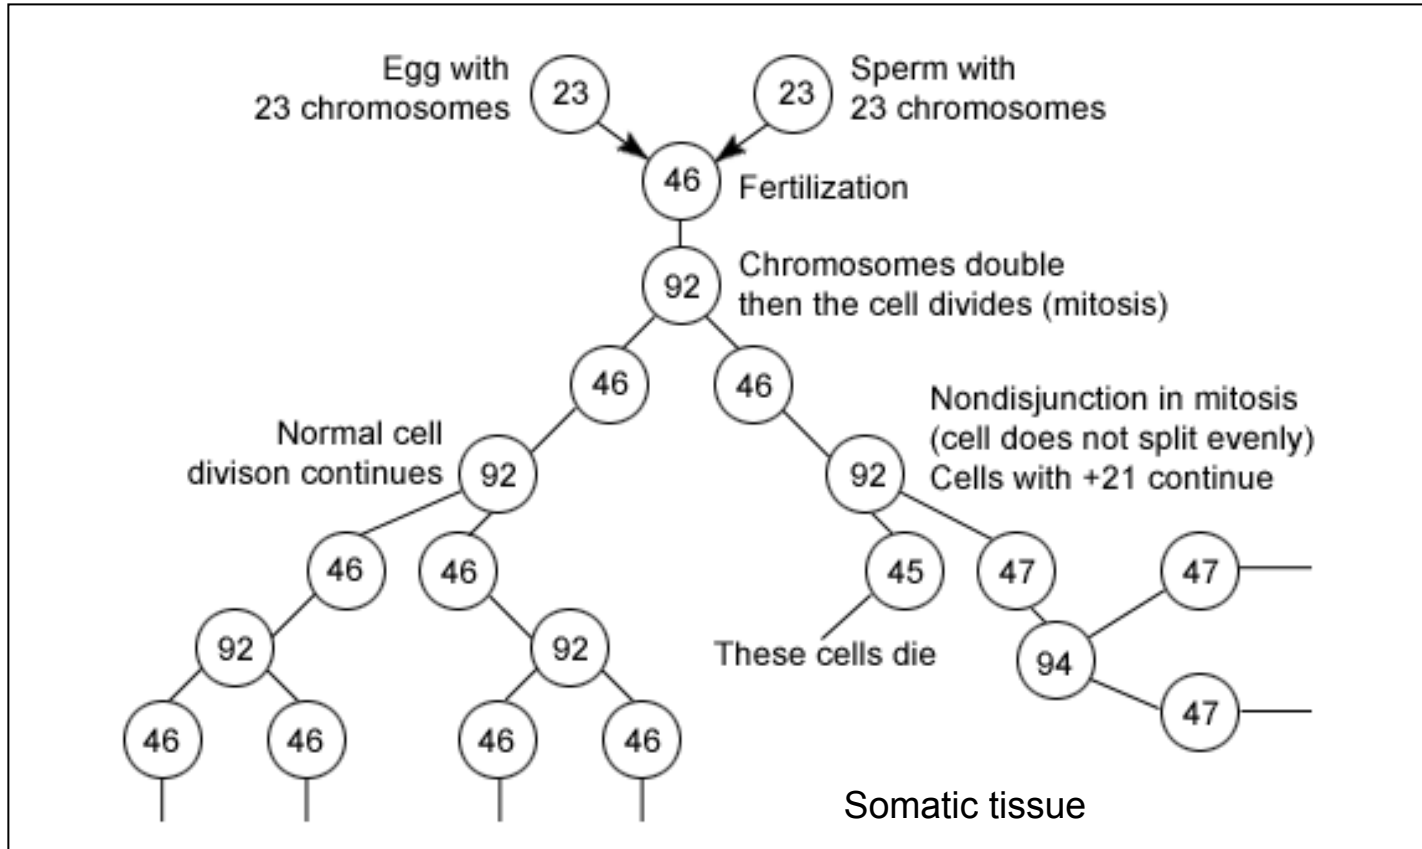 Egg with
23 chromosomes
23
23
Sperm with
23 chromosomes
46
Fertilization
92
Chromosomes double
then the cell divides (mitosis)
46
46
Nondisjunction in mitosis
(cell does not split evenly)
Cells with +21 continue
Normal cell
divison continues
92
92
46
46
45
47
47
92
92
These cells die
94
46
46
46
46
47
Somatic tissue